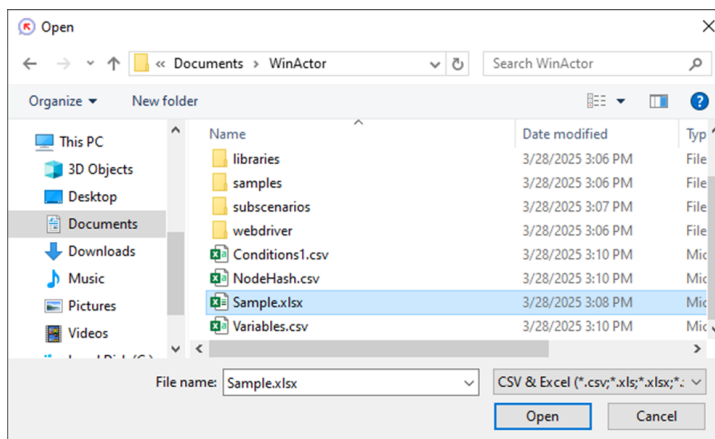 Open
« Documents > WinActor
Search WinActor
Organize
New folder
Name
Date modified
Typ
This PC
3D Objects
Desktop
Documents
Downloads
Music
Pictures
Videos
libraries 3/28/2025 3:06 PM File
samples 3/28/2025 3:06 PM File
subscenarios 3/28/2025 3:07 PM File
webdriver 3/28/2025 3:06 PM File
Conditions1.csv 3/28/2025 3:10 PM Mic
NodeHash.csv 3/28/2025 3:10 PM Mic
Sample.xlsx 3/28/2025 3:08 PM Mic
Variables.csv 3/28/2025 3:10 PM Mic
File name: Sample.xlsx
CSV & Excel (*.csv;*.xls;*.xlsx;*.
Open
Cancel